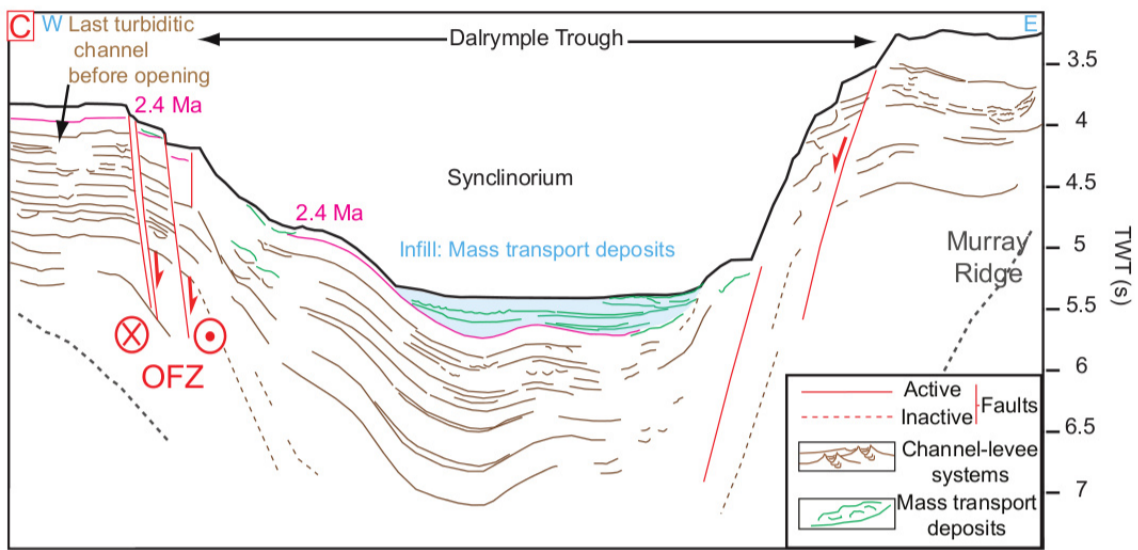 C
W Last turbiditic
channel
before opening
Dalrymple Trough
E
2.4 Ma
Synclinorium
2.4 Ma
Infill: Mass transport deposits
Murray
Ridge
OFZ
3.5
4
4.5
5
5.5
6
6.5
7
TWT (s)
Active
Inactive
Faults
Channel-levee
systems
Mass transport
deposits